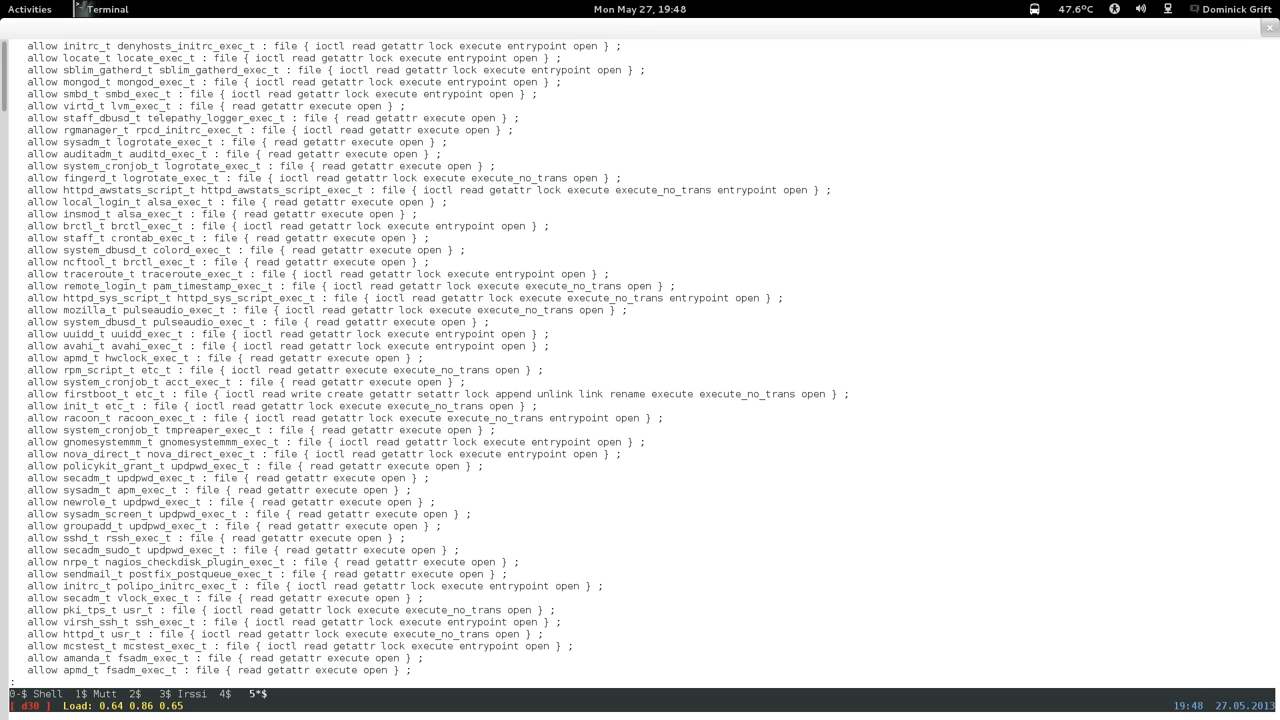 Activities Terminal Mon May 27, 19:48 47.6°C Dominick Grift
allow initrc_t denyhosts_initrc_exec_t : file { ioctl read getattr lock execute entrypoint open } ;
allow locate_t locate_exec_t : file { ioctl read getattr lock execute entrypoint open } ;
allow sblim_gatherd_t sblim_gatherd_exec_t : file { ioctl read getattr lock execute entrypoint open } ;
allow mongod_t mongod_exec_t : file { ioctl read getattr lock execute entrypoint open } ;
allow smbd_t smbd_exec_t : file { ioctl read getattr lock execute entrypoint open } ;
allow virtd_t lvm_exec_t : file { read getattr execute open } ;
allow staff_dbusd_t telepathy_logger_exec_t : file { read getattr execute open } ;
allow rgmanager_t rpcd_initrc_exec_t : file { ioctl read getattr execute open } ;
allow sysadm_t logrotate_exec_t : file { read getattr execute open } ;
allow auditadm_t auditd_exec_t : file { read getattr execute open } ;
allow system_cronjob_t logrotate_exec_t : file { read getattr execute open } ;
allow fingerd_t logrotate_exec_t : file { ioctl read getattr lock execute execute_no_trans open } ;
allow httpd_awstats_script_t httpd_awstats_script_exec_t : file { ioctl read getattr lock execute execute_no_trans entrypoint open } ;
allow local_login_t alsa_exec_t : file { read getattr execute open } ;
allow insmod_t alsa_exec_t : file { read getattr execute open } ;
allow brctl_t brctl_exec_t : file { ioctl read getattr lock execute entrypoint open } ;
allow staff_t crontab_exec_t : file { read getattr execute open } ;
allow system_dbusd_t colord_exec_t : file { read getattr execute open } ;
allow ncftool_t brctl_exec_t : file { read getattr execute open } ;
allow traceroute_t traceroute_exec_t : file { ioctl read getattr lock execute entrypoint open } ;
allow remote_login_t pam_timestamp_exec_t : file { ioctl read getattr lock execute execute_no_trans open } ;
allow httpd_sys_script_t httpd_sys_script_exec_t : file { ioctl read getattr lock execute execute_no_trans entrypoint open } ;
allow mozilla_t pulseaudio_exec_t : file { ioctl read getattr lock execute execute_no_trans open } ;
allow system_dbusd_t pulseaudio_exec_t : file { read getattr execute open } ;
allow uuidd_t uuidd_exec_t : file { ioctl read getattr lock execute entrypoint open } ;
allow avahi_t avahi_exec_t : file { ioctl read getattr lock execute entrypoint open } ;
allow apmd_t hwclock_exec_t : file { read getattr execute open } ;
allow rpm_script_t etc_t : file { ioctl read getattr lock execute execute_no_trans open } ;
allow system_cronjob_t acct_exec_t : file { read getattr execute open } ;
allow firstboot_t etc_t : file { ioctl read write create getattr setattr lock append unlink link rename execute execute_no_trans open } ;
allow init_t etc_t : file { ioctl read getattr lock execute execute_no_trans open } ;
allow racoon_t racoon_exec_t : file { ioctl read getattr lock execute execute_no_trans entrypoint open } ;
allow system_cronjob_t tmpreaper_exec_t : file { read getattr execute open } ;
allow gnomesystemmm_t gnomesystemmm_exec_t : file { ioctl read getattr lock execute entrypoint open } ;
allow nova_direct_t nova_direct_exec_t : file { ioctl read getattr lock execute entrypoint open } ;
allow policykit_grant_t updpwd_exec_t : file { read getattr execute open } ;
allow secadm_t updpwd_exec_t : file { read getattr execute open } ;
allow sysadm_t apm_exec_t : file { read getattr execute open } ;
allow newrole_t updpwd_exec_t : file { read getattr execute open } ;
allow sysadm_screen_t updpwd_exec_t : file { read getattr execute open } ;
allow groupadd_t updpwd_exec_t : file { read getattr execute open } ;
allow sshd_t rssh_exec_t : file { read getattr execute open } ;
allow secadm_sudo_t updpwd_exec_t : file { read getattr execute open } ;
allow nrpe_t nagios_checkdisk_plugin_exec_t : file { read getattr execute open } ;
allow sendmail_t postfix_postqueue_exec_t : file { read getattr execute open } ;
allow initrc_t polipo_initrc_exec_t : file { ioctl read getattr lock execute entrypoint open } ;
allow secadm_t vlock_exec_t : file { read getattr execute open } ;
allow pki_tps_t usr_t : file { ioctl read getattr lock execute execute_no_trans open } ;
allow virsh_ssh_t ssh_exec_t : file { ioctl read getattr lock execute entrypoint open } ;
allow httpd_t usr_t : file { ioctl read getattr lock execute execute_no_trans open } ;
allow mcstest_t mcstest_exec_t : file { ioctl read getattr lock execute entrypoint open } ;
allow amanda_t fsadm_exec_t : file { read getattr execute open } ;
allow apmd_t fsadm_exec_t : file { read getattr execute open } ;
:
0-$ Shell 1$ Mutt 2$ 3$ Irssi 4$ 5*$
[ d30 ] Load: 0.64 0.86 0.65 19:48 27.05.2013